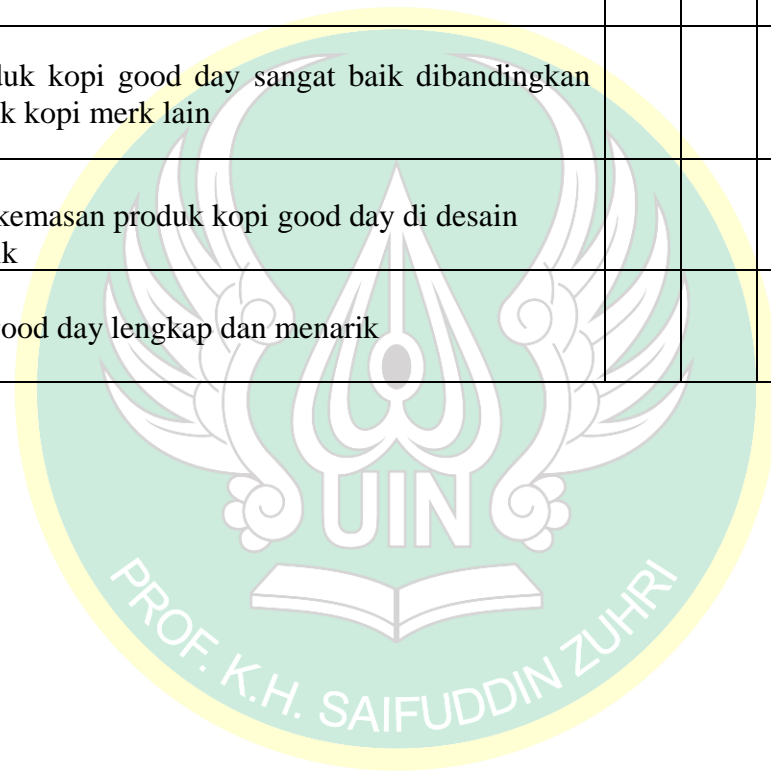 duk kopi good day sangat baik dibandingkan
k kopi merk lain
kemasan produk kopi good day di desain
k
good day lengkap dan menarik
UIN
PROF. K.H. SAIFUDDIN ZUHRI